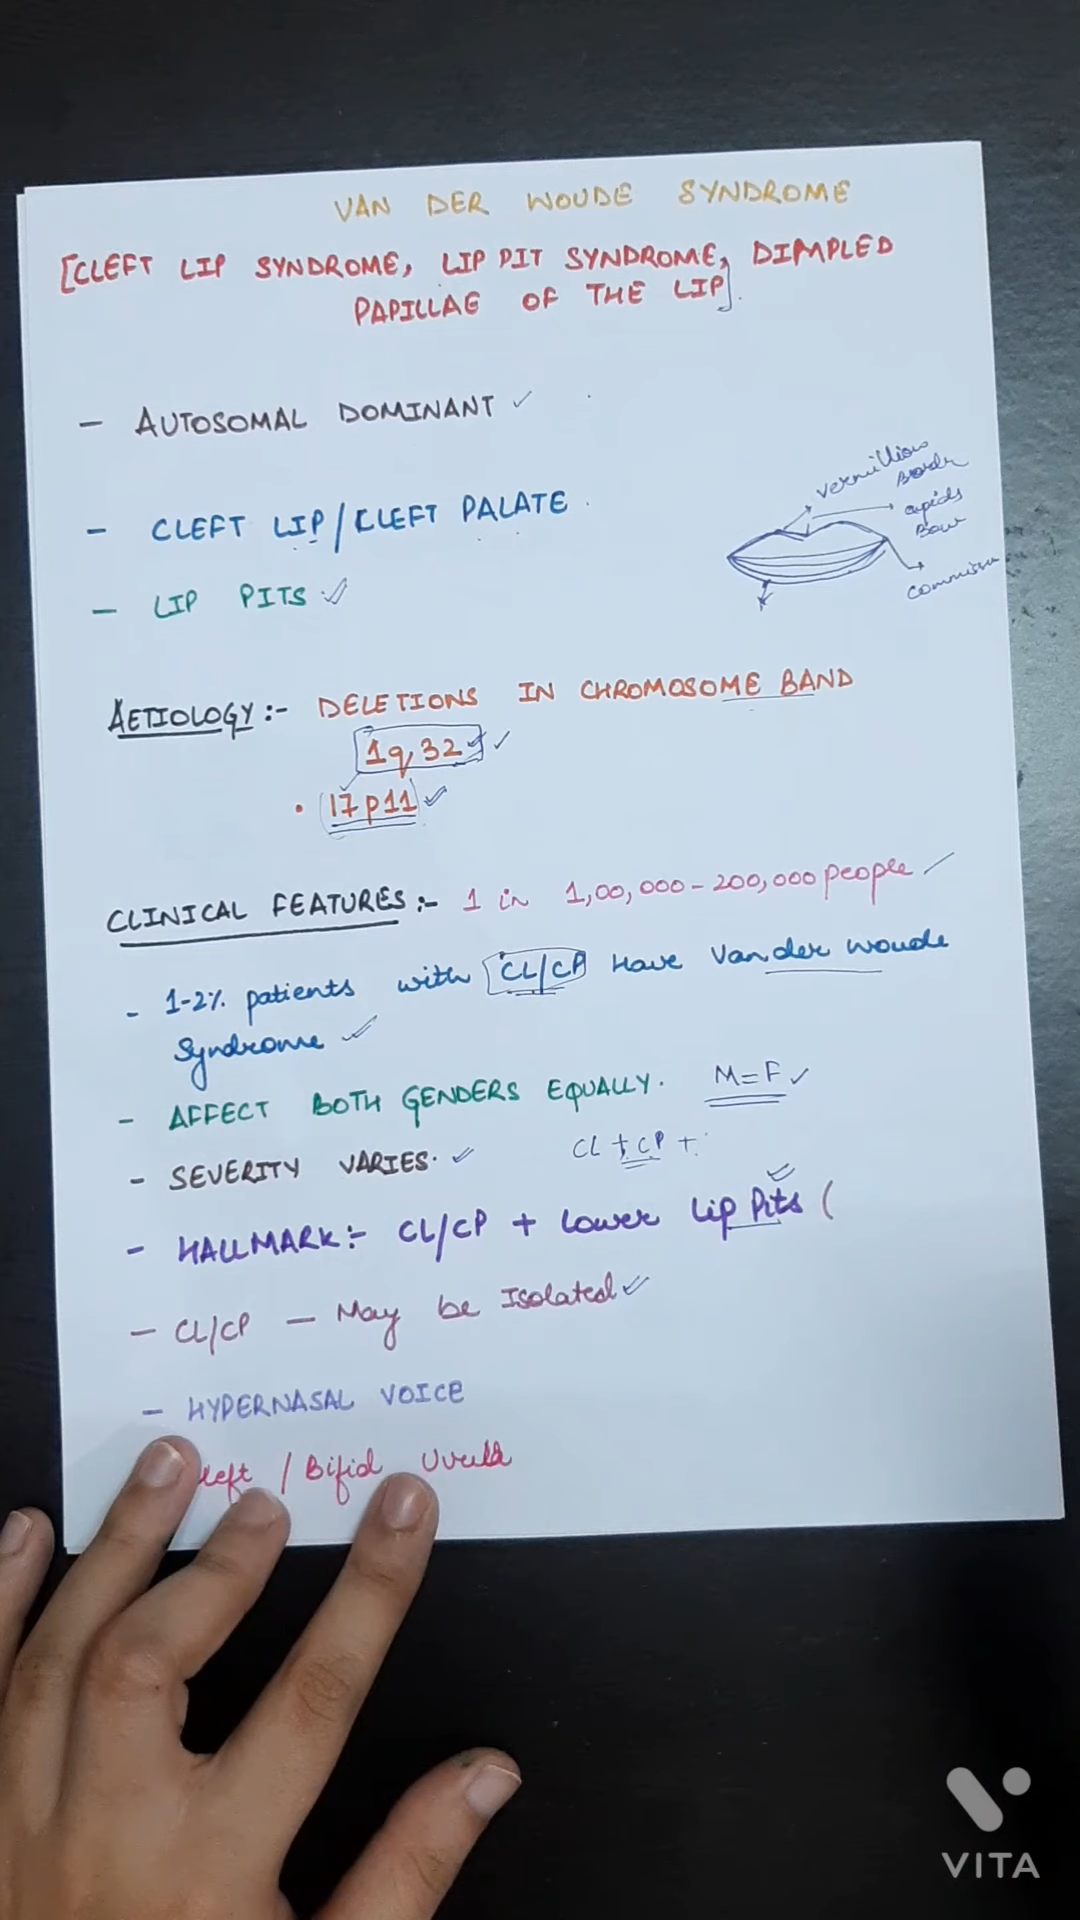 VAN DER WOUDE SYNDROME
[CLEFT LIP SYNDROME, LIP PIT SYNDROME, DIMPLED
PAPILLAE OF THE LIP].
- AUTOSOMAL DOMINANT ✓
- CLEFT LIP/CLEFT PALATE
- LIP PITS ✓
vermillion
Border
cupids
Bow
commissu
AETIOLOGY:- DELETIONS IN CHROMOSOME BAND
1q,32 ✓
• 17p11 ✓
CLINICAL FEATURES:- 1 in 1,00,000-200,000 people ✓
- 1-2% patients with CL/CP Have Van der woude
Syndrome ✓
- AFFECT BOTH GENDERS EQUALLY. M=F ✓
- SEVERITY VARIES. ✓ CL + CP +
- HALLMARK:- CL/CP + Lower Lip Pits (
- CL/CP - May be Isolated ✓
- HYPERNASAL VOICE
left / Bifid Uvula
VITA